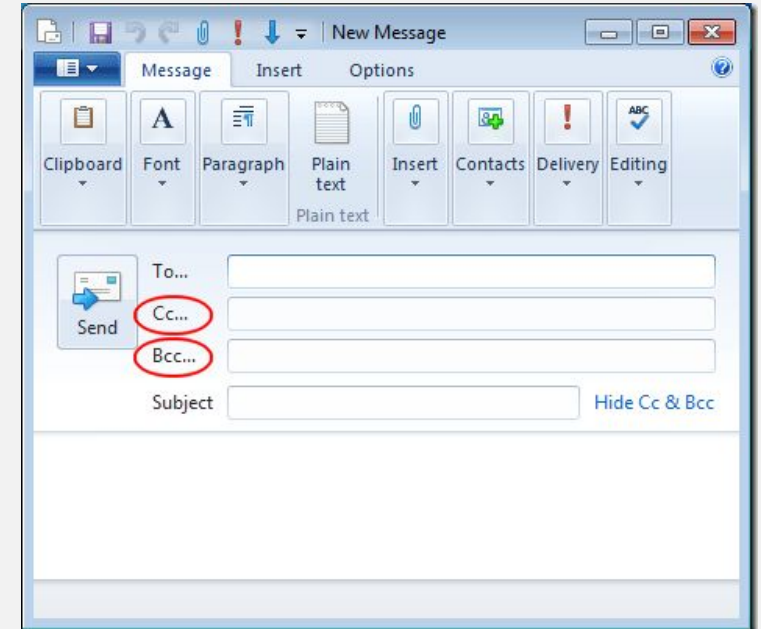 New Message
Message Insert Options
A ABC
Clipboard Font Paragraph Plain text Insert Contacts Delivery Editing
Plain text
To...
Send
Cc...
Bcc...
Subject Hide Cc & Bcc